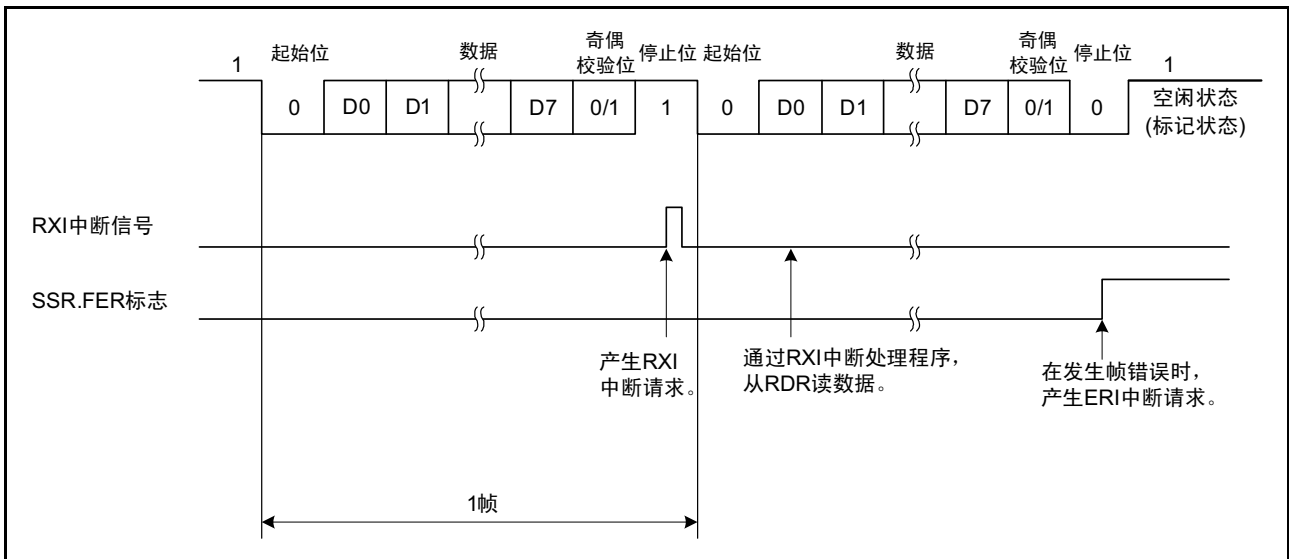 1 起始位 数据 奇偶校验位 停止位 起始位 数据 奇偶校验位 停止位 1
0 D0 D1 D7 0/1 1 0 D0 D1 D7 0/1 0 空闲状态
(标记状态)
RXI中断信号
SSR.FER标志
产生RXI
中断请求。
通过RXI中断处理程序，
从RDR读数据。
在发生帧错误时，
产生ERI中断请求。
1帧